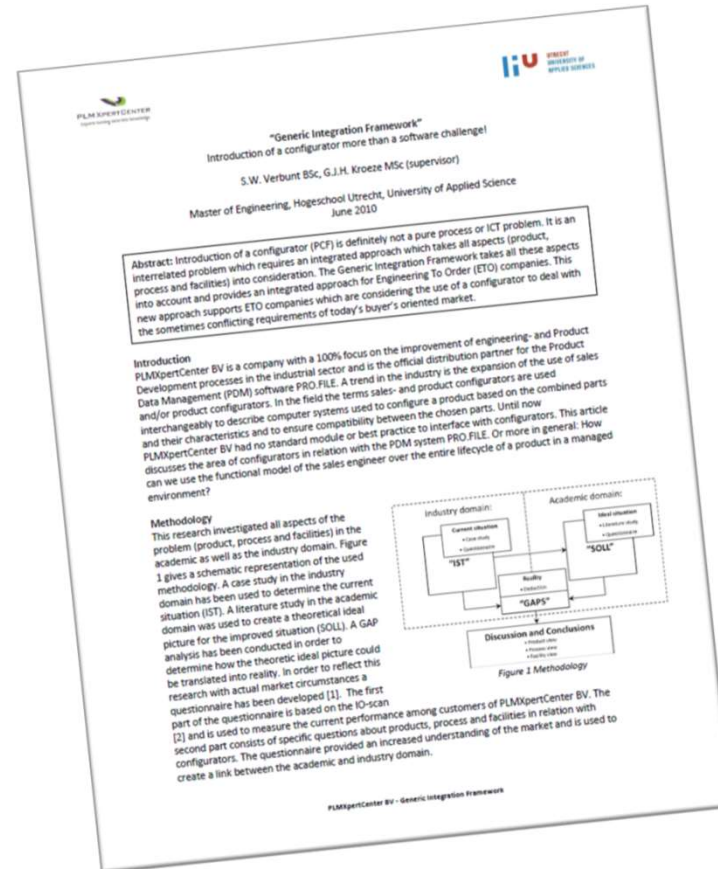 PLMXPERTCENTER
UTRECHT
UNIVERSITY OF
APPLIED SCIENCES
"Generic Integration Framework"
Introduction of a configurator more than a software challenge!
S.W. Verbunt BSc, G.J.H. Kroeze MSc (supervisor)
Master of Engineering, Hogeschool Utrecht, University of Applied Science
June 2010
Abstract: Introduction of a configurator (PCF) is definitely not a pure process or ICT problem. It is an
interrelated problem which requires an integrated approach which takes all aspects (product,
process and facilities) into consideration. The Generic Integration Framework takes all these aspects
into account and provides an integrated approach for Engineering To Order (ETO) companies. This
new approach supports ETO companies which are considering the use of a configurator to deal with
the sometimes conflicting requirements of today's buyer's oriented market.
Introduction
PLMXpertCenter BV is a company with a 100% focus on the improvement of engineering- and Product
Development processes in the industrial sector and is the official distribution partner for the Product
Data Management (PDM) software PRO.FILE. A trend in the industry is the expansion of the use of sales
and/or product configurators. In the field the terms sales- and product configurators are used
interchangeably to describe computer systems used to configure a product based on the combined parts
and their characteristics and to ensure compatibility between the chosen parts. Until now
PLMXpertCenter BV had no standard module or best practice to interface with configurators. This article
discusses the area of configurators in relation with the PDM system PRO.FILE. Or more in general: How
can we use the functional model of the sales engineer over the entire lifecycle of a product in a managed
environment?
Methodology
This research investigated all aspects of the
problem (product, process and facilities) in the
academic as well as the industry domain. Figure
1 gives a schematic representation of the used
methodology. A case study in the industry
domain has been used to determine the current
situation (IST). A literature study in the academic
domain was used to create a theoretical ideal
picture for the improved situation (SOLL). A GAP
analysis has been conducted in order to
determine how the theoretic ideal picture could
be translated into reality. In order to reflect this
research with actual market circumstances a
questionnaire has been developed [1]. The first
part of the questionnaire is based on the IO-scan
[2] and is used to measure the current performance among customers of PLMXpertCenter BV. The
second part consists of specific questions about products, process and facilities in relation with
configurators. The questionnaire provided an increased understanding of the market and is used to
create a link between the academic and industry domain.
Industry domain:
Academic domain:
Current situation
• Case study
• Questionnaire
"IST"
Ideal situation
• Literature study
• Questionnaire
"SOLL"
Reality
• Deduction
"GAPS"
Discussion and Conclusions
• Product view
• Process view
• Facility view
Figure 1 Methodology
PLMXpertCenter BV - Generic Integration Framework